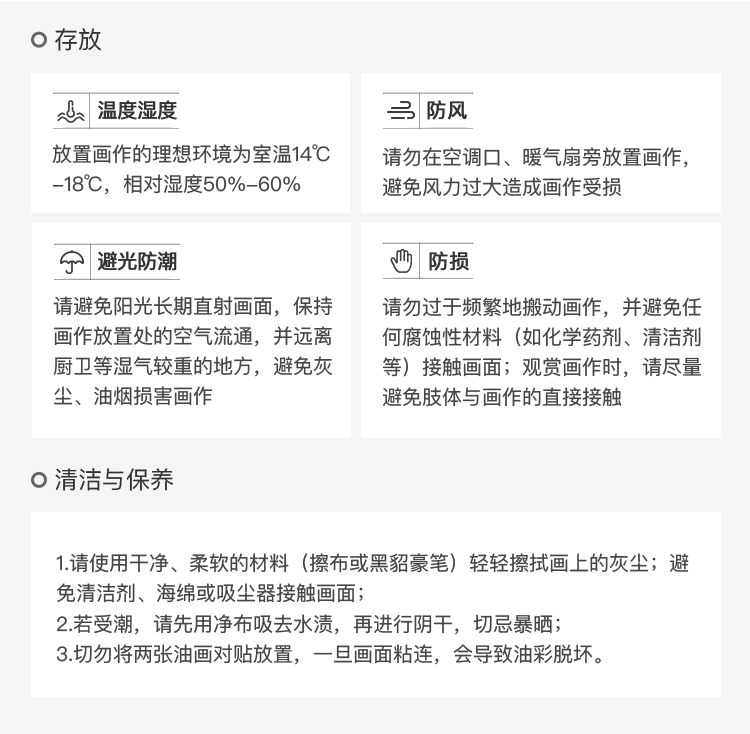 存放
温度湿度
放置画作的理想环境为室温14℃
–18℃，相对湿度50%–60%
防风
请勿在空调口、暖气扇旁放置画作，
避免风力过大造成画作受损
避光防潮
请避免阳光长期直射画面，保持
画作放置处的空气流通，并远离
厨卫等湿气较重的地方，避免灰
尘、油烟损害画作
防损
请勿过于频繁地搬动画作，并避免任
何腐蚀性材料（如化学药剂、清洁剂
等）接触画面；观赏画作时，请尽量
避免肢体与画作的直接接触
清洁与保养
1.请使用干净、柔软的材料（擦布或黑貂豪笔）轻轻擦拭画上的灰尘；避
免清洁剂、海绵或吸尘器接触画面；
2.若受潮，请先用净布吸去水渍，再进行阴干，切忌暴晒；
3.切勿将两张油画对贴放置，一旦画面粘连，会导致油彩脱坏。